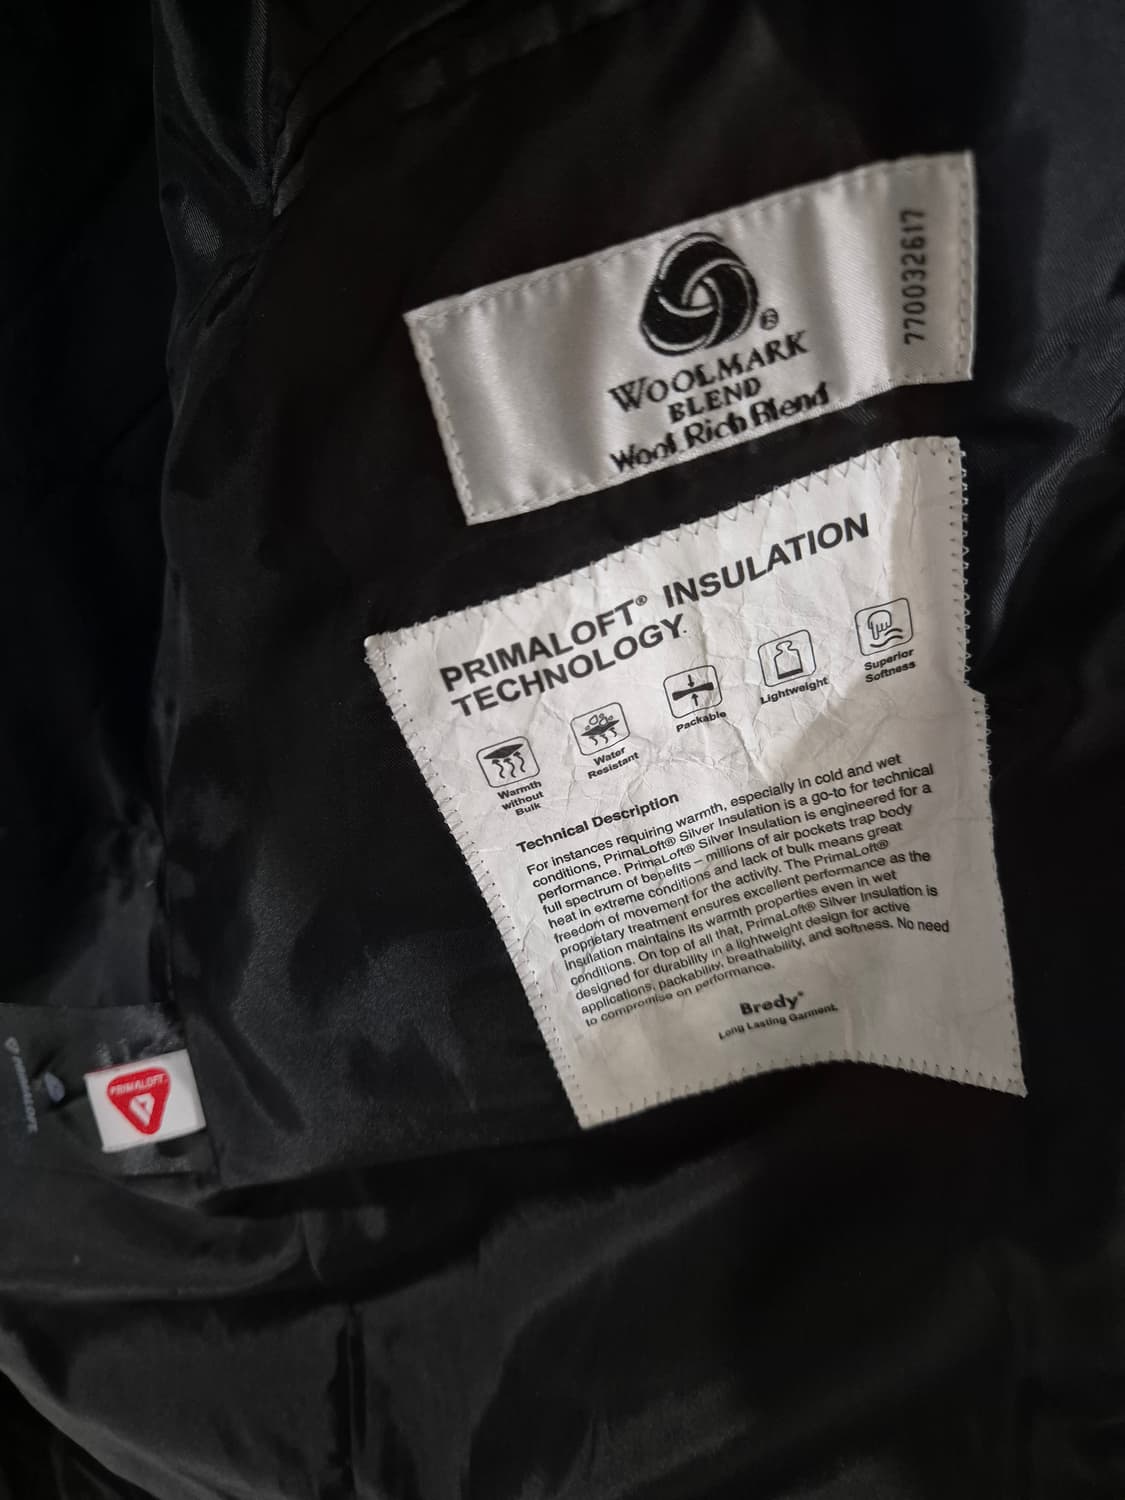 WOOLMARK
BLEND
Wool Rich Blend
770032617
PRIMALOFT® INSULATION
TECHNOLOGY
Warmth
without
Bulk
Water
Resistant
Packable
Lightweight
Superior
Softness
Technical Description
For instances requiring warmth, especially in cold and wet
conditions, PrimaLoft® Silver Insulation is a go-to for technical
performance. PrimaLoft® Silver Insulation is engineered for a
full spectrum of benefits – millions of air pockets trap body
heat in extreme conditions and lack of bulk means great
freedom of movement for the activity. The PrimaLoft®
proprietary treatment ensures excellent performance as the
insulation maintains its warmth properties even in wet
conditions. On top of all that, PrimaLoft® Silver Insulation is
designed for durability in a lightweight design for active
applications, packability, breathability, and softness. No need
to compromise on performance.
Bredy®
Long Lasting Garment.
PRIMALOFT
PRIMALOFT